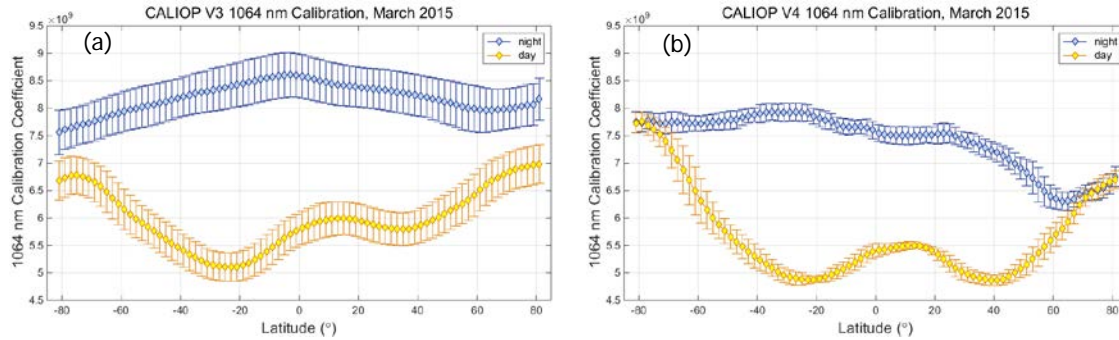 CALIOP V3 1064 nm Calibration, March 2015
×10⁹
(a)
night
day
9.5
9
8.5
8
7.5
7
6.5
6
5.5
5
4.5
1064 nm Calibration Coefficient
-80 -60 -40 -20 0 20 40 60 80
Latitude (°)
CALIOP V4 1064 nm Calibration, March 2015
×10⁹
(b)
night
day
9.5
9
8.5
8
7.5
7
6.5
6
5.5
5
4.5
1064 nm Calibration Coefficient
-80 -60 -40 -20 0 20 40 60 80
Latitude (°)